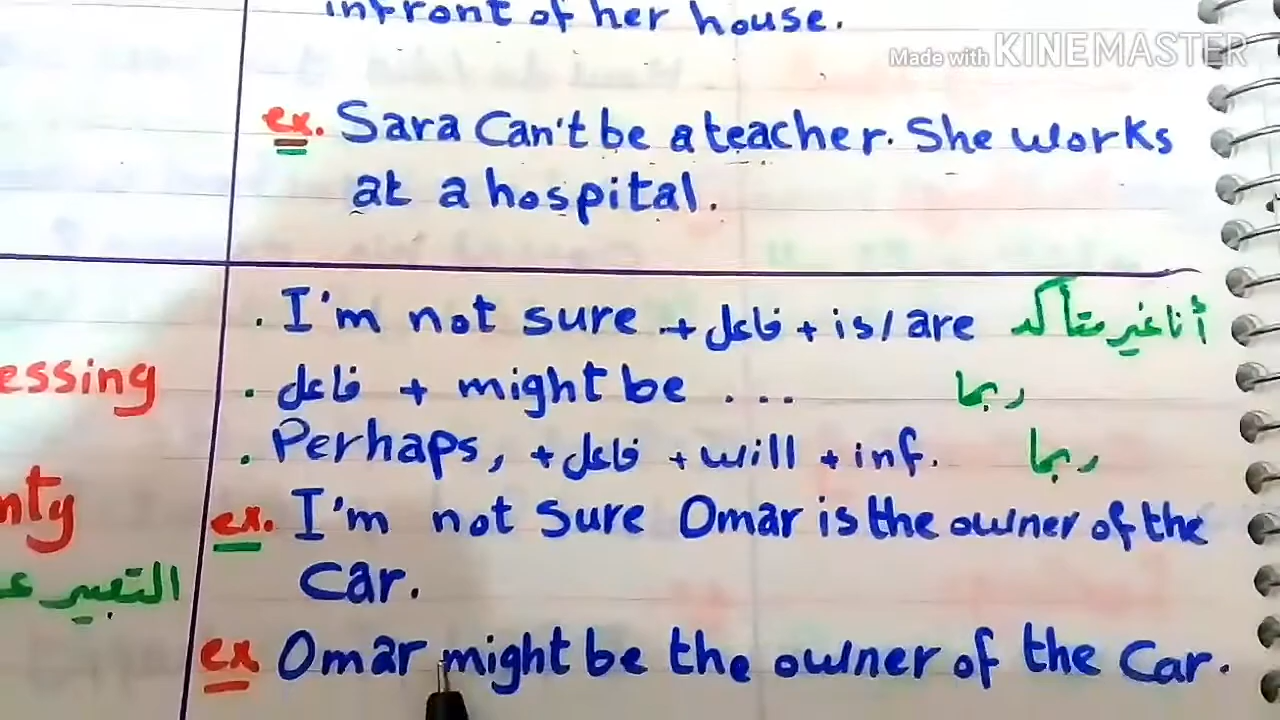 infront of her house.
Made with KINEMASTER
ex. Sara Can't be a teacher. She works
at a hospital.
. I'm not sure + فاعل + is/are أنا غير متأكد
essing . فاعل + might be ... ربما
. Perhaps, + فاعل + will + inf. ربما
nty ex. I'm not Sure Omar is the owner of the
التعبير ع car.
ex Omar might be the owner of the Car.